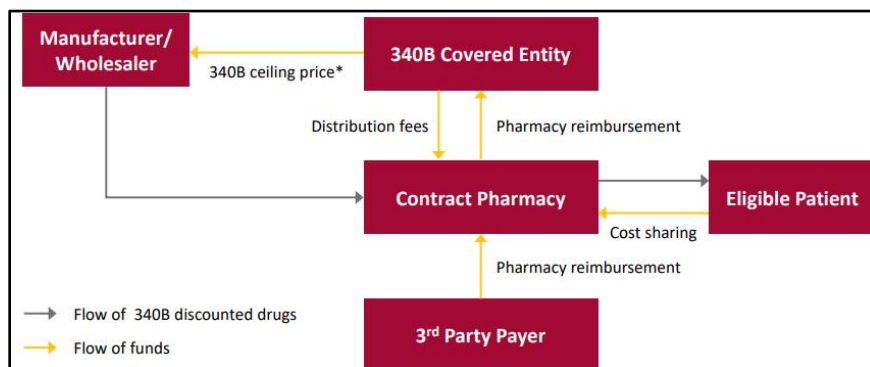 Manufacturer/
Wholesaler
340B ceiling price*
340B Covered Entity
Distribution fees
Pharmacy reimbursement
Contract Pharmacy
Eligible Patient
Cost sharing
Pharmacy reimbursement
Flow of 340B discounted drugs
Flow of funds
3rd Party Payer